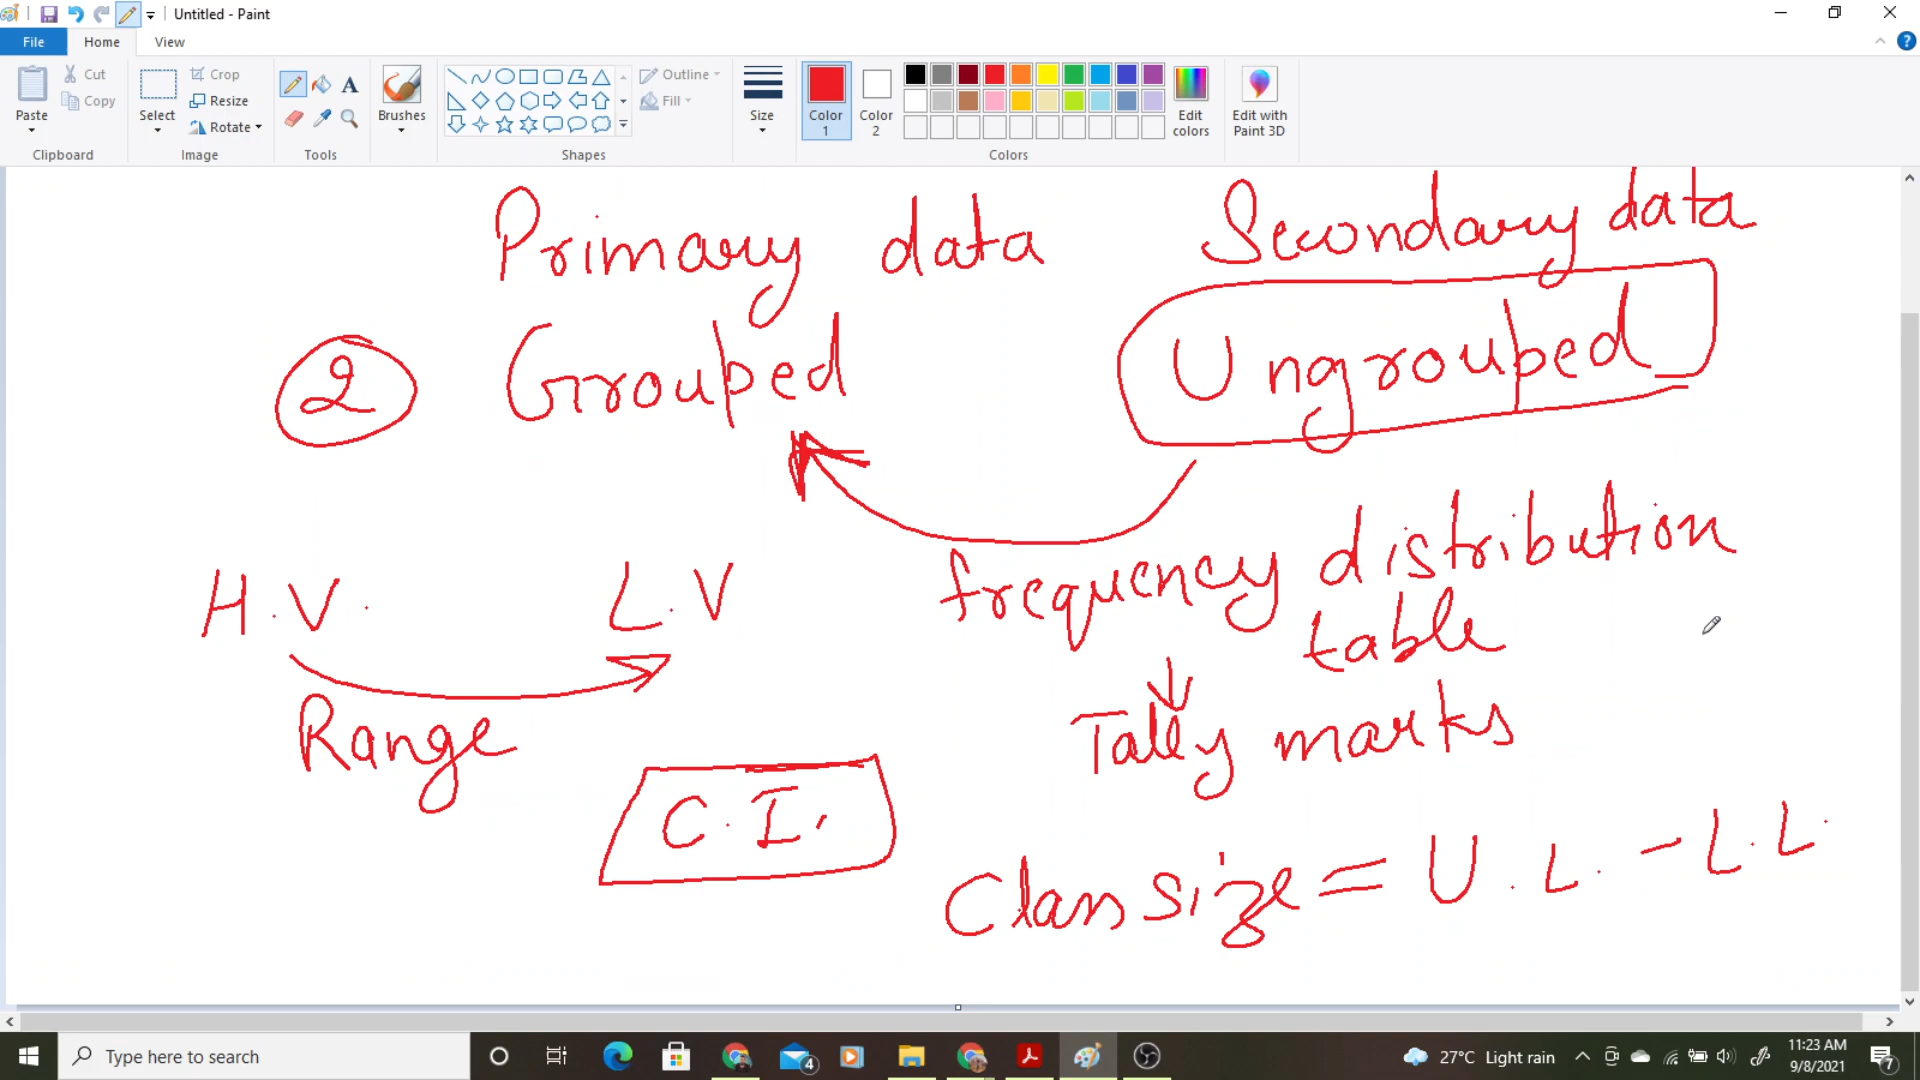 Untitled - Paint
File Home View
Paste Cut Copy Clipboard
Select Crop Resize Rotate Image
Tools
Brushes
Outline Fill Shapes
Size
Color 1 Color 2 Edit colors Edit with Paint 3D
Colors
Primary data Secondary data
2 Grouped Ungrouped
H.V. L.V frequency distribution
table
Range Tally marks
C.I.
Class size = U.L. - L.L.
Type here to search
4
27°C Light rain
11:23 AM
9/8/2021
7